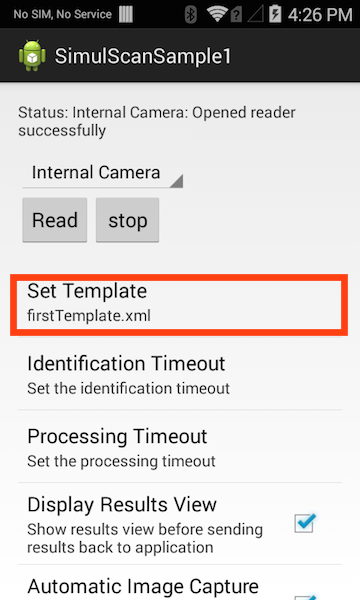 No SIM, No Service
4:26 PM
SimulScanSample1
Status: Internal Camera: Opened reader
successfully
Internal Camera
Read
stop
Set Template
firstTemplate.xml
Identification Timeout
Set the identification timeout
Processing Timeout
Set the processing timeout
Display Results View
Show results view before sending
results back to application
Automatic Image Capture